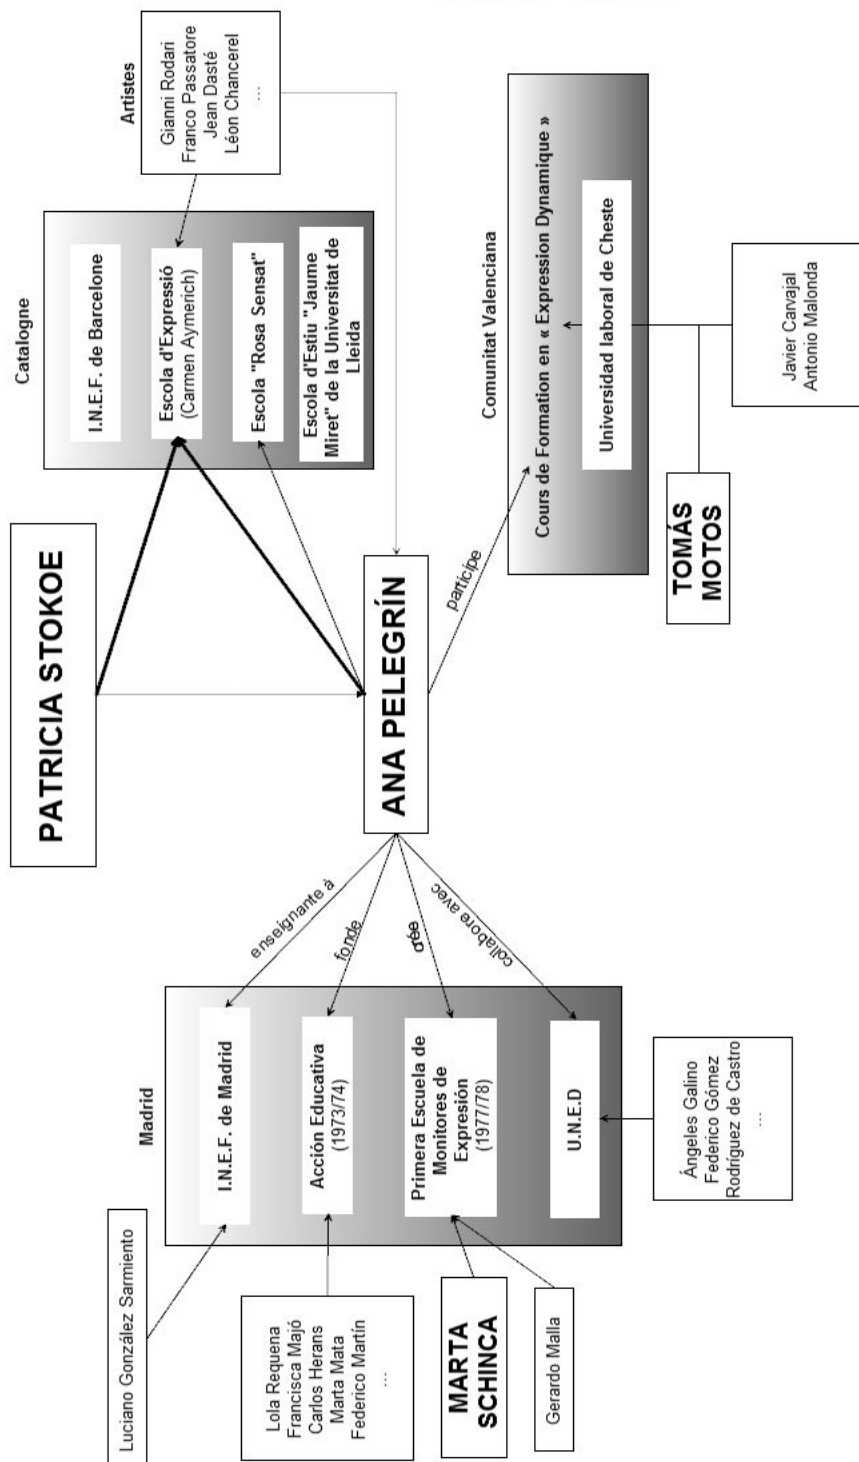 PATRICIA STOKOE
Artistes
Gianni Rodari
Franco Passatore
Jean Dasté
Léon Chancerel
...
Catalogne
I.N.E.F. de Barcelone
Escola d'Expressió
(Carmen Aymerich)
Escola "Rosa Sensat"
Escola d'Estiu "Jaume
Miret" de la Universitat de
Lleida
Madrid
Luciano González Sarmiento
I.N.E.F. de Madrid
Lola Requena
Francisca Majó
Carlos Herans
Marta Mata
Federico Martín
...
Acción Educativa
(1973/74)
MARTA
SCHINCA
Gerardo Malla
Primera Escuela de
Monitores de
Expresión
(1977/78)
U.N.E.D
Ángeles Galino
Federico Gómez
Rodríguez de Castro
...
enseignante à
fonde
crée
collabore avec
ANA PELEGRÍN
participe
Comunitat Valenciana
Cours de Formation en « Expression Dynamique »
Universidad laboral de Cheste
TOMÁS
MOTOS
Javier Carvajal
Antonio Malonda